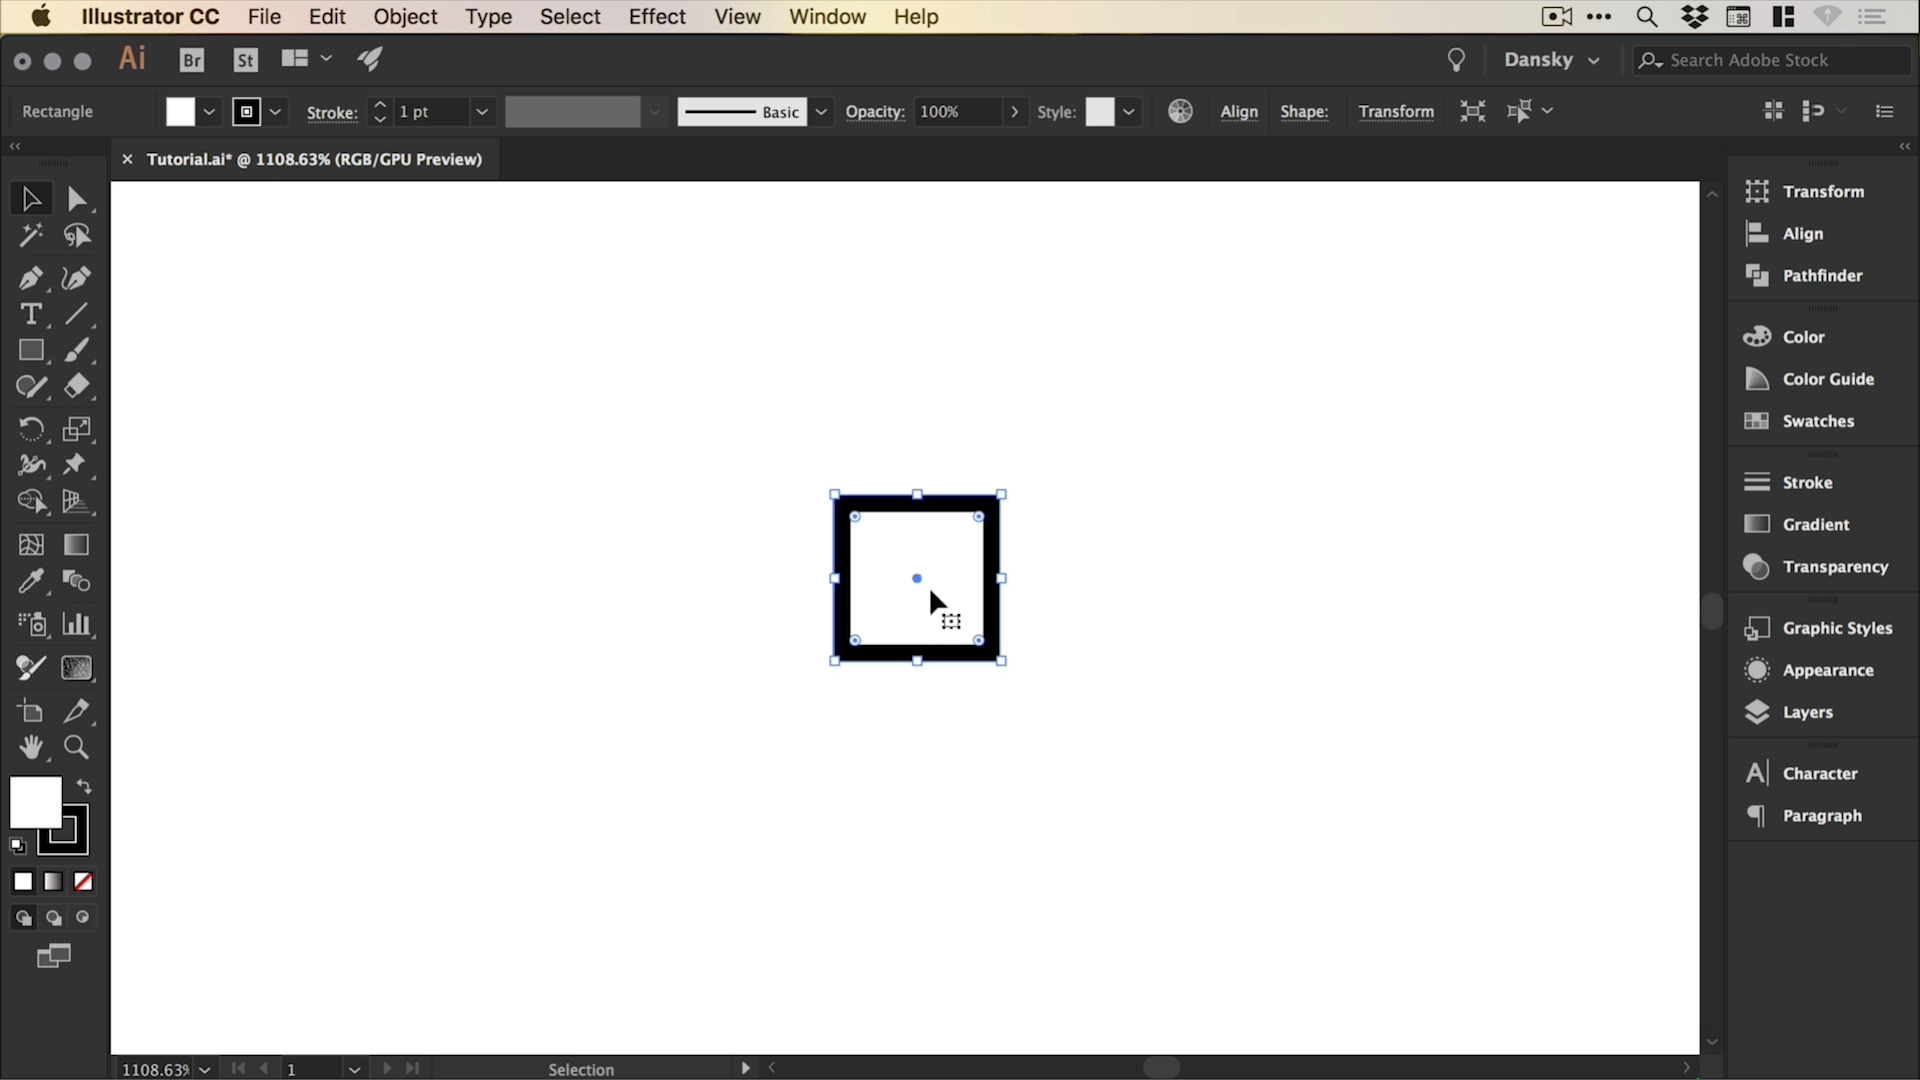 Illustrator CC File Edit Object Type Select Effect View Window Help
Ai Br St Dansky Search Adobe Stock
Rectangle Stroke: 1 pt Basic Opacity: 100% Style: Align Shape: Transform
× Tutorial.ai* @ 1108.63% (RGB/GPU Preview)
Transform
Align
Pathfinder
Color
Color Guide
Swatches
Stroke
Gradient
Transparency
Graphic Styles
Appearance
Layers
Character
Paragraph
1108.63% 1 Selection